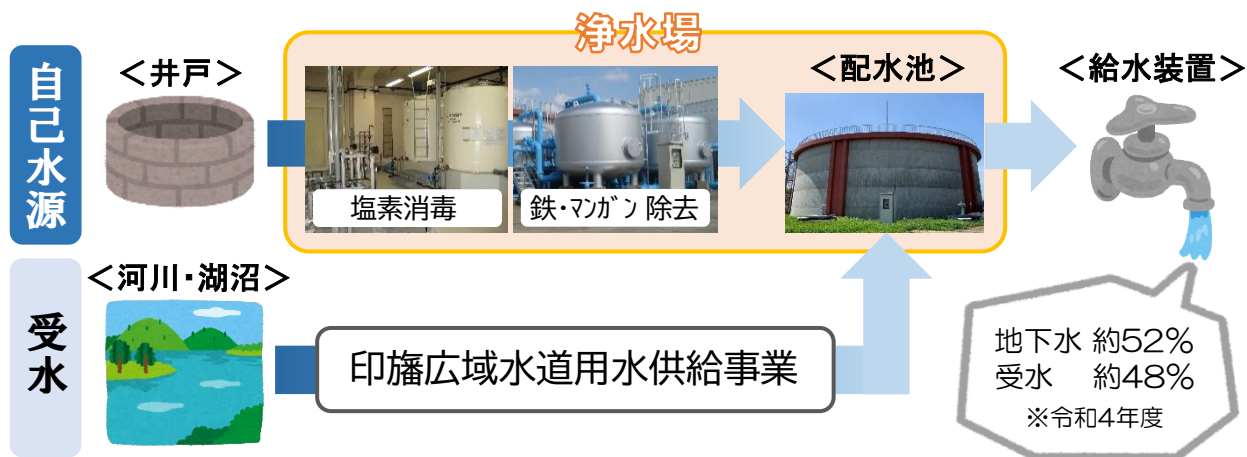 浄水場
自己水源
＜井戸＞
塩素消毒
鉄・ﾏﾝｶﾞﾝ 除去
＜配水池＞
＜給水装置＞
受水
＜河川・湖沼＞
印旛広域水道用水供給事業
地下水 約52%
受水 約48%
※令和4年度